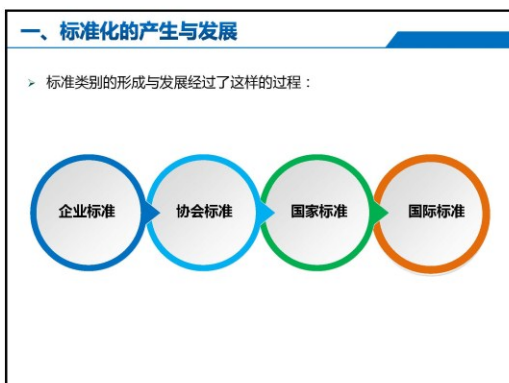 一、标准化的产生与发展
标准类别的形成与发展经过了这样的过程：
企业标准
协会标准
国家标准
国际标准